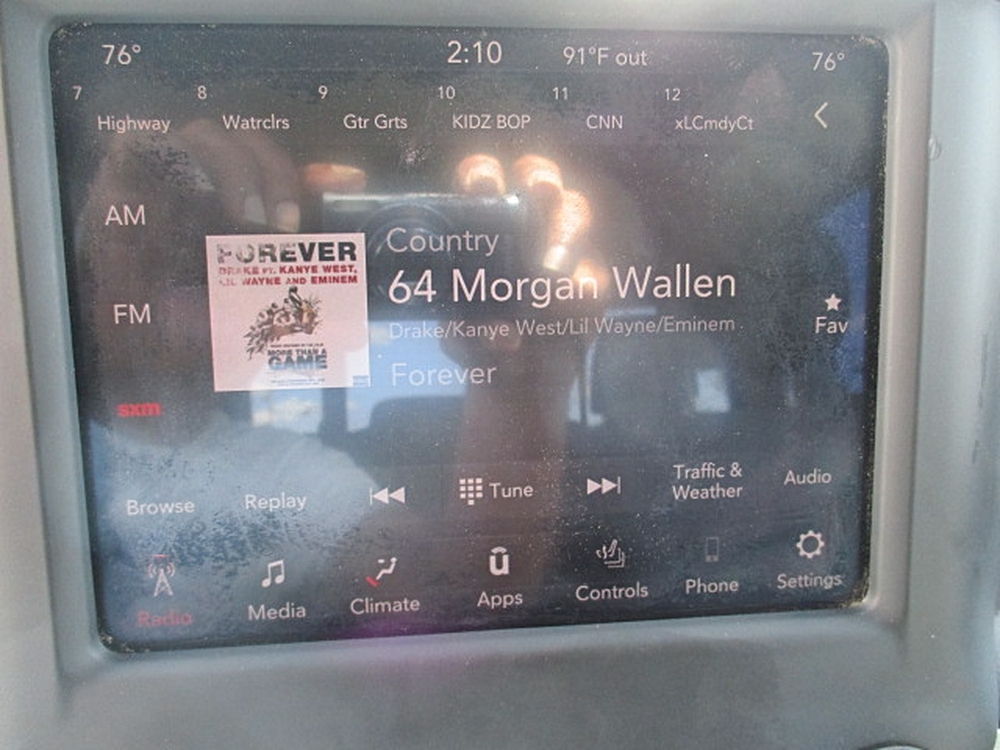 76° 2:10 91°F out 76°
7 8 9 10 11 12
Highway Watrclrs Gtr Grts KIDZ BOP CNN xLCmdyCt
AM
FM
sxm
FOREVER
DRAKE FT. KANYE WEST,
LIL WAYNE AND EMINEM
MORE THAN A
GAME
Country
64 Morgan Wallen
Drake/Kanye West/Lil Wayne/Eminem
Forever
Fav
Browse Replay Tune Traffic & Weather Audio
Radio Media Climate Apps Controls Phone Settings